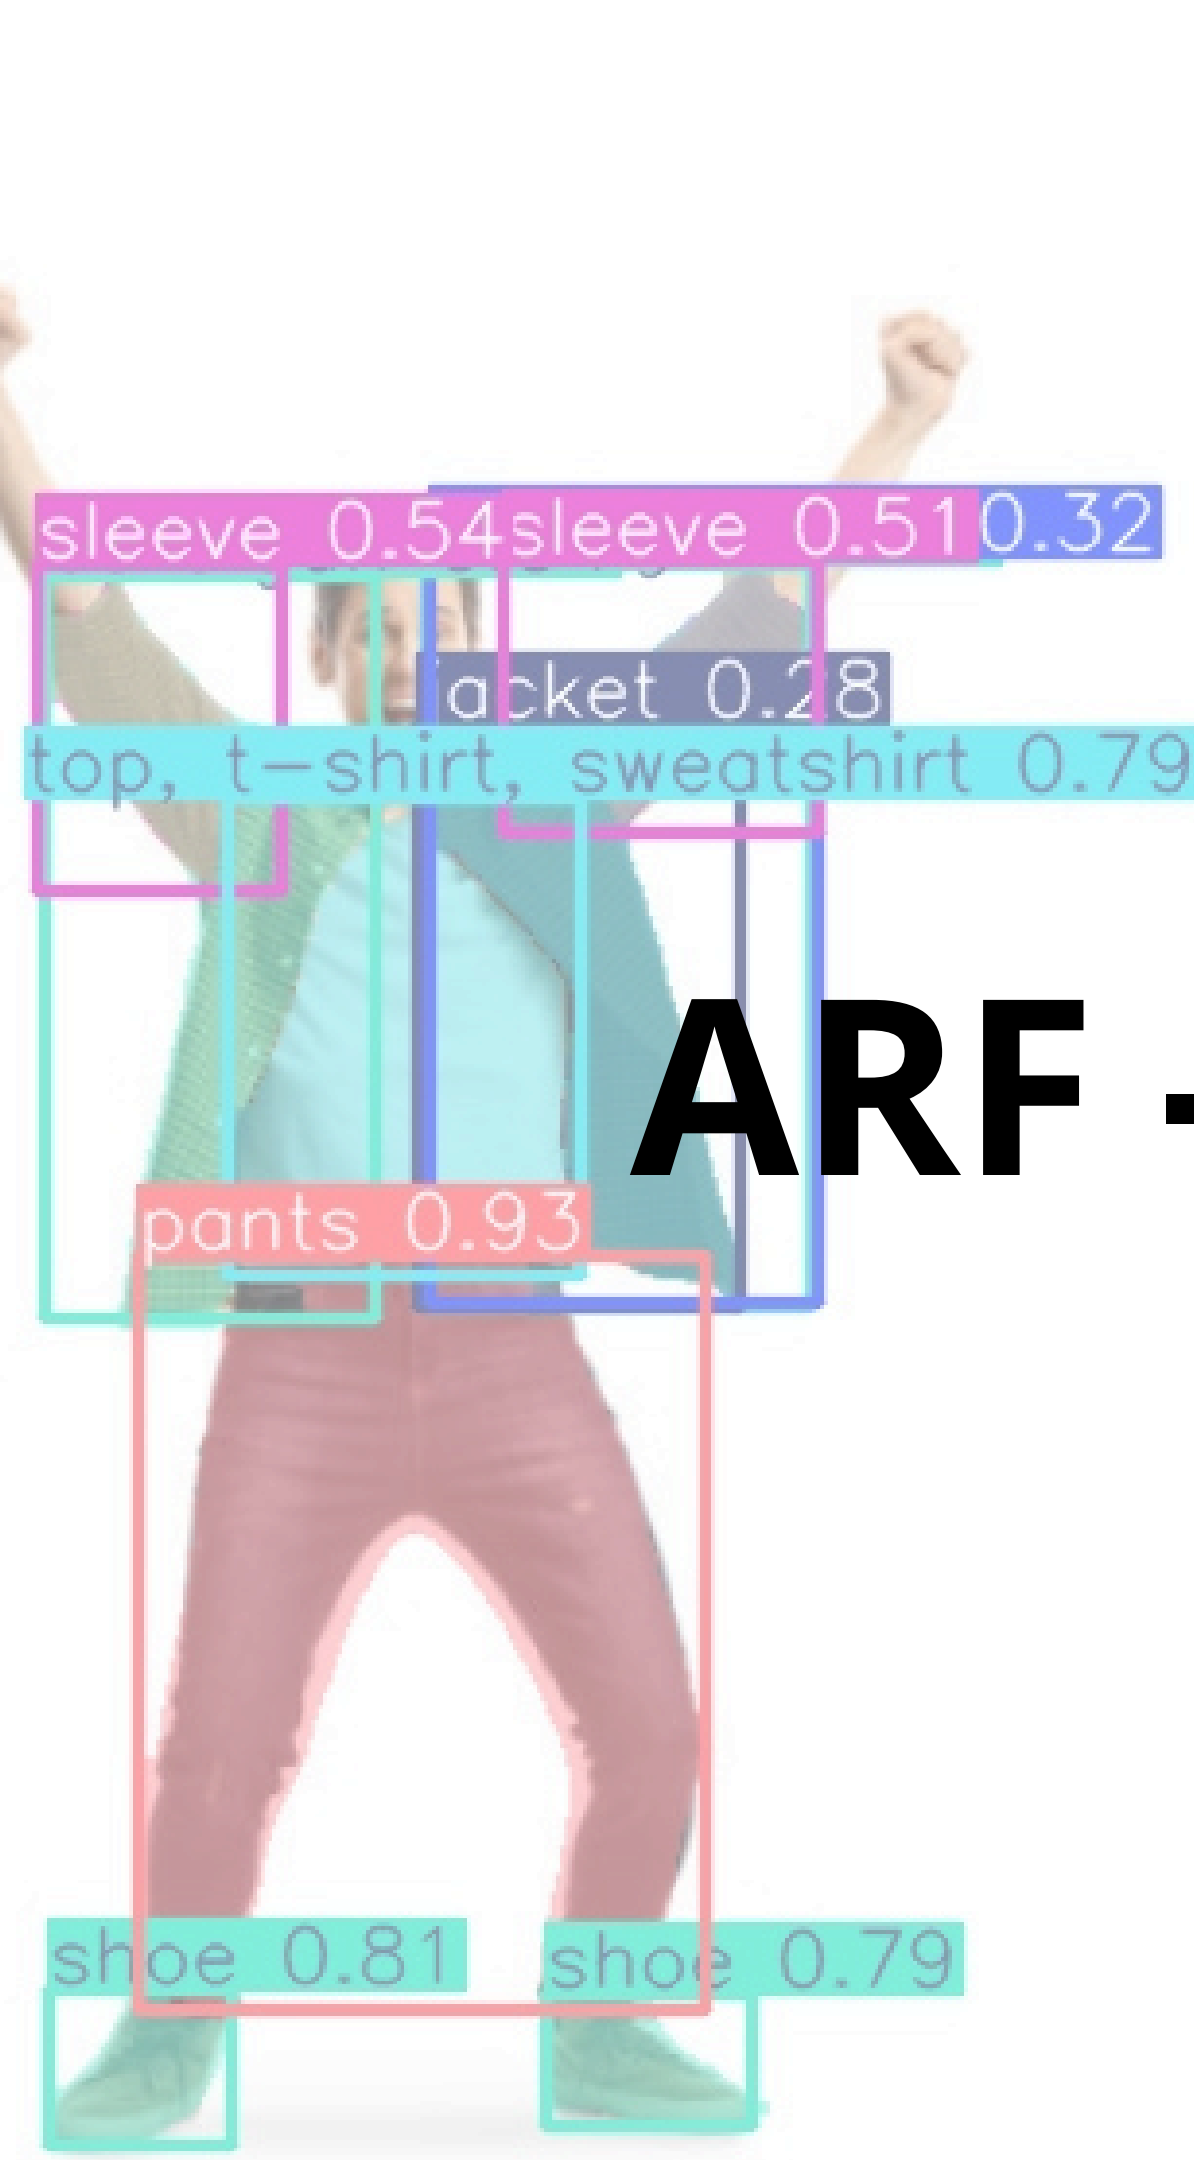 sleeve 0.54 sleeve 0.51 0.32
jacket 0.28
top, t-shirt, sweatshirt 0.79
ARF -
pants 0.93
shoe 0.81 shoe 0.79